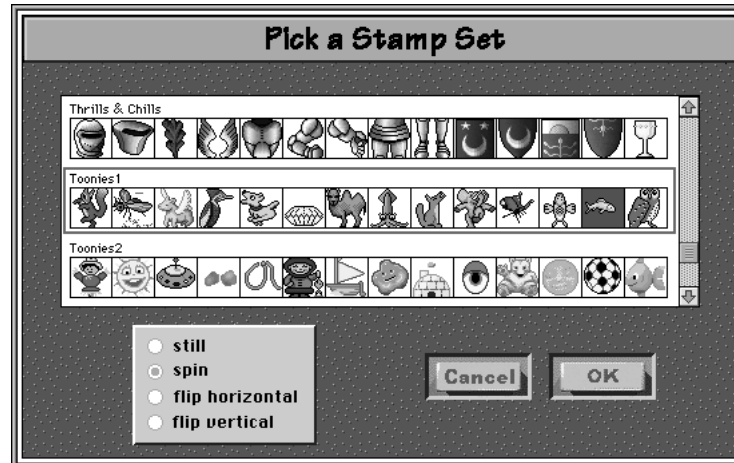 Pick a Stamp Set
Thrills & Chills
Toonies1
Toonies2
still
spin
flip horizontal
flip vertical
Cancel
OK